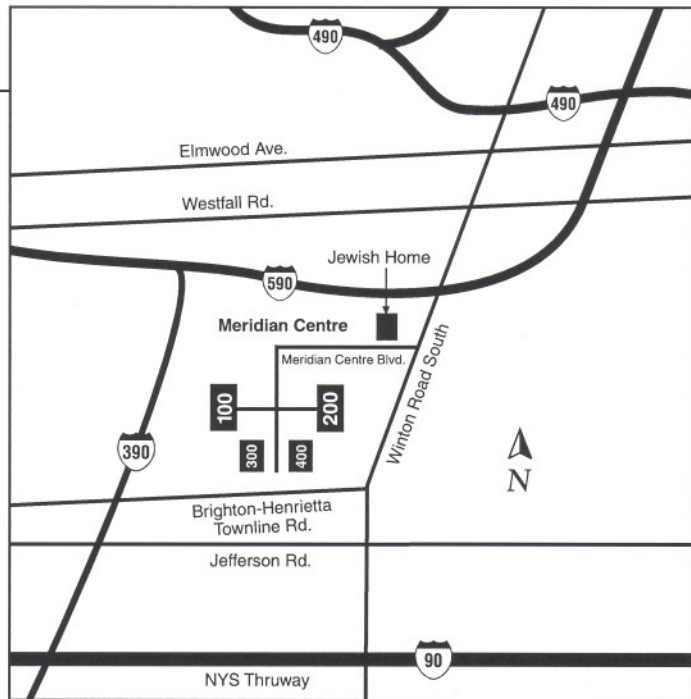 490
490
Elmwood Ave.
Westfall Rd.
Jewish Home
590
Meridian Centre
Meridian Centre Blvd.
100
200
Winton Road South
300
400
390
N
Brighton-Henrietta
Townline Rd.
Jefferson Rd.
90
NYS Thruway